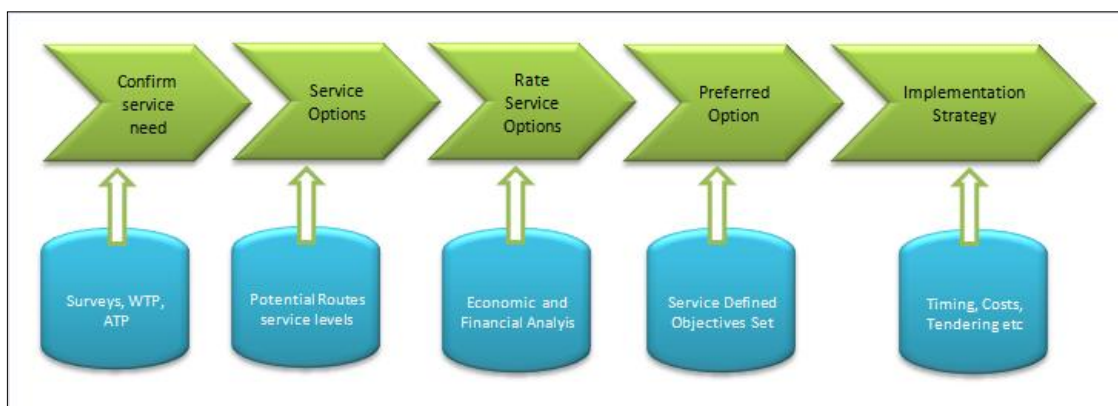 Confirm
service
need
Service
Options
Rate
Service
Options
Preferred
Option
Implementation
Strategy
Surveys, WTP,
ATP
Potential Routes
service levels
Economic and
Financial Analyis
Service Defined
Objectives Set
Timing, Costs,
Tendering etc